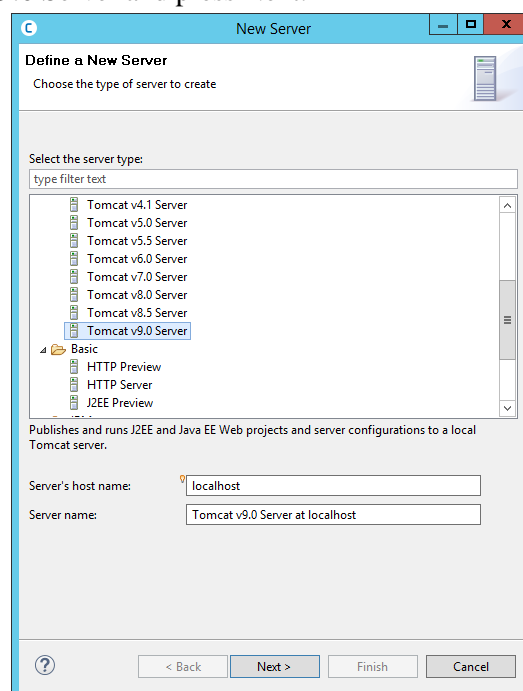 New Server
Define a New Server
Choose the type of server to create
Select the server type:
type filter text
Tomcat v4.1 Server
Tomcat v5.0 Server
Tomcat v5.5 Server
Tomcat v6.0 Server
Tomcat v7.0 Server
Tomcat v8.0 Server
Tomcat v8.5 Server
Tomcat v9.0 Server
Basic
HTTP Preview
HTTP Server
J2EE Preview
Publishes and runs J2EE and Java EE Web projects and server configurations to a local
Tomcat server.
Server's host name: localhost
Server name: Tomcat v9.0 Server at localhost
? < Back Next > Finish Cancel